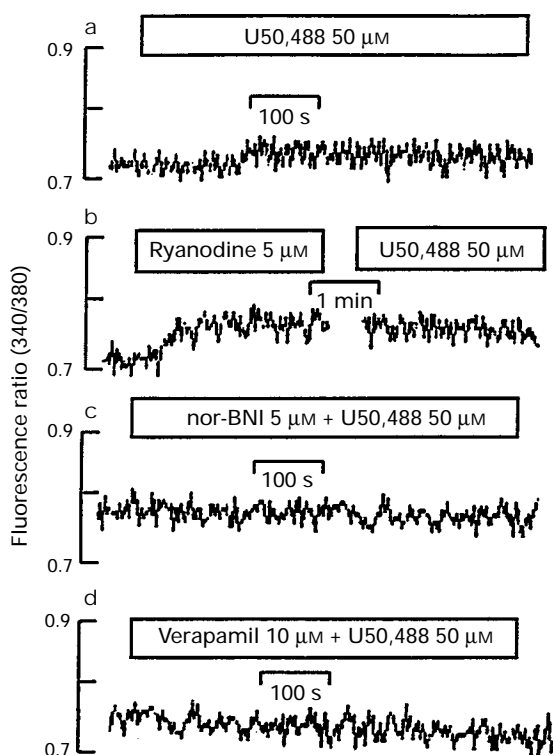 a
0.9
U50,488 50 μM
100 s
0.7
b
0.9
Ryanodine 5 μM
U50,488 50 μM
1 min
0.7
c
0.9
nor-BNI 5 μM + U50,488 50 μM
100 s
0.7
d
0.9
Verapamil 10 μM + U50,488 50 μM
100 s
0.7
Fluorescence ratio (340/380)